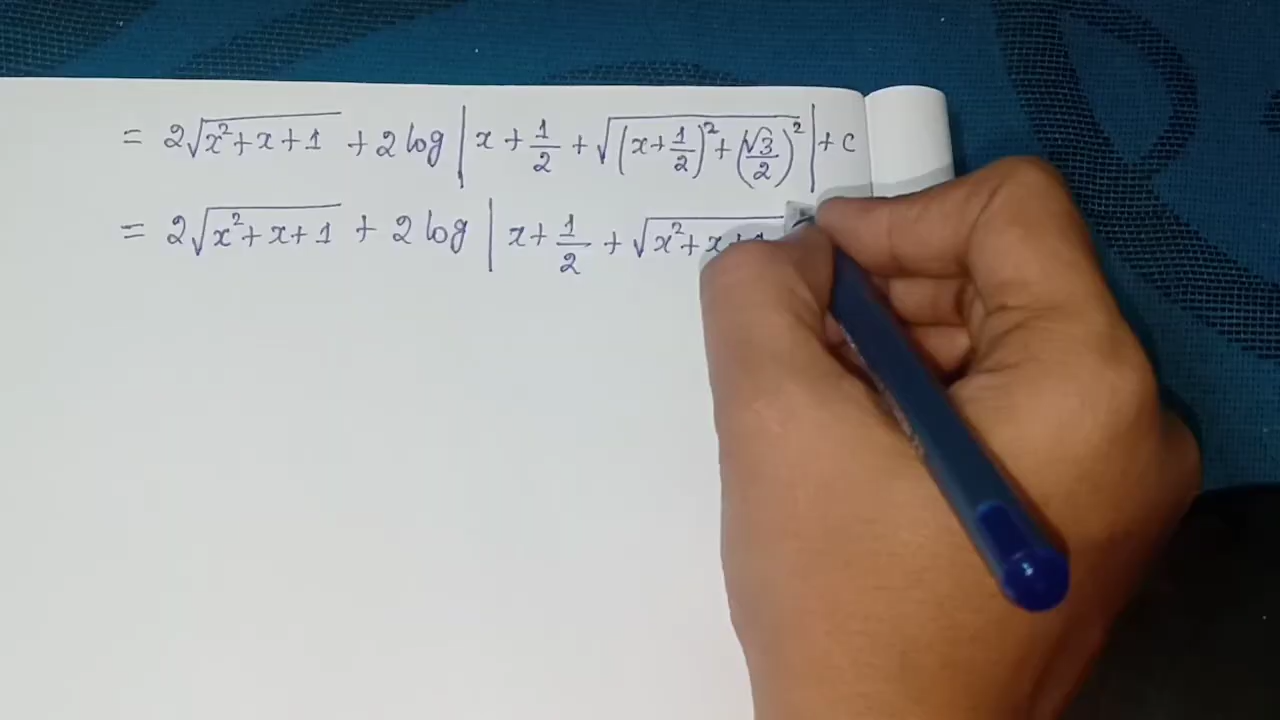 = 2√(x²+x+1) + 2 log | x + 1/2 + √((x+1/2)² + (√3/2)²) | + c
= 2√(x²+x+1) + 2 log | x + 1/2 + √(x²+x+1